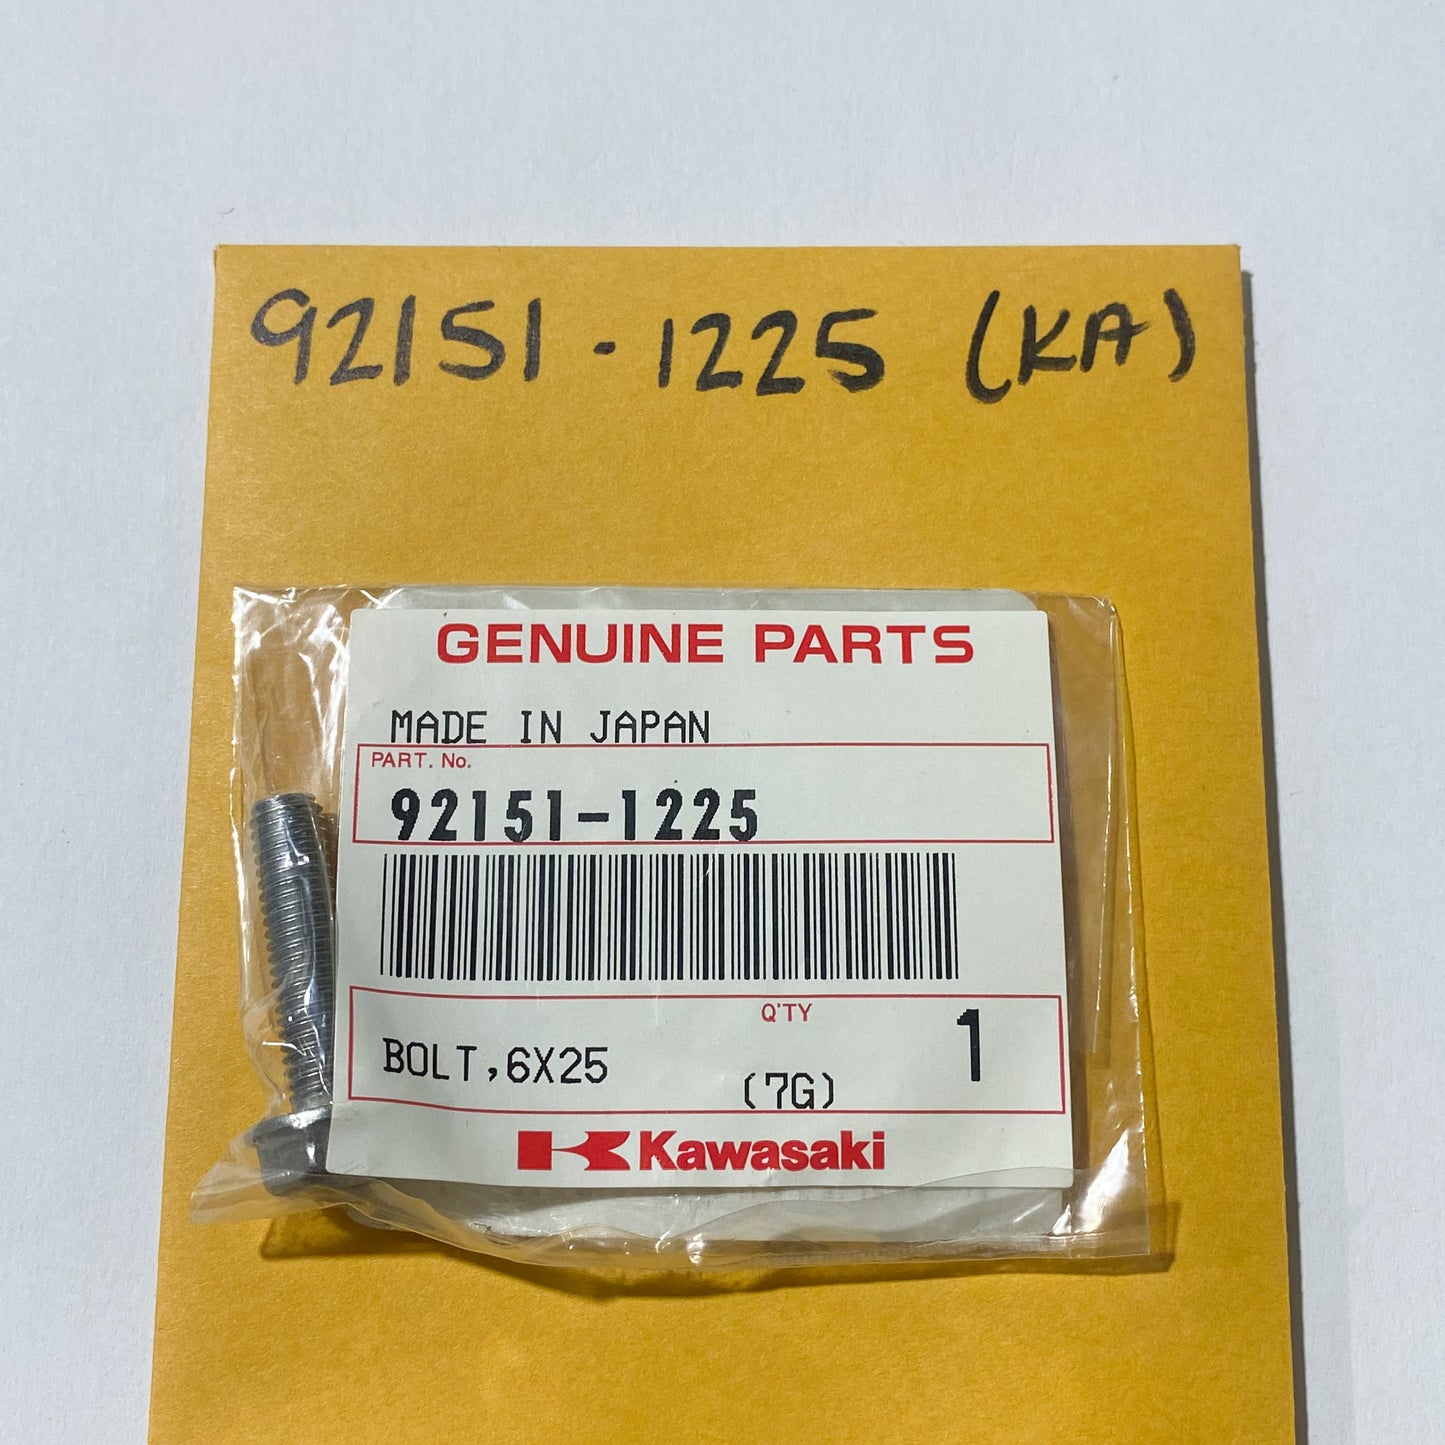 92151-1225 (KA)
GENUINE PARTS
MADE IN JAPAN
PART. No.
92151-1225
Q'TY
BOLT,6X25 (7G) 1
Kawasaki